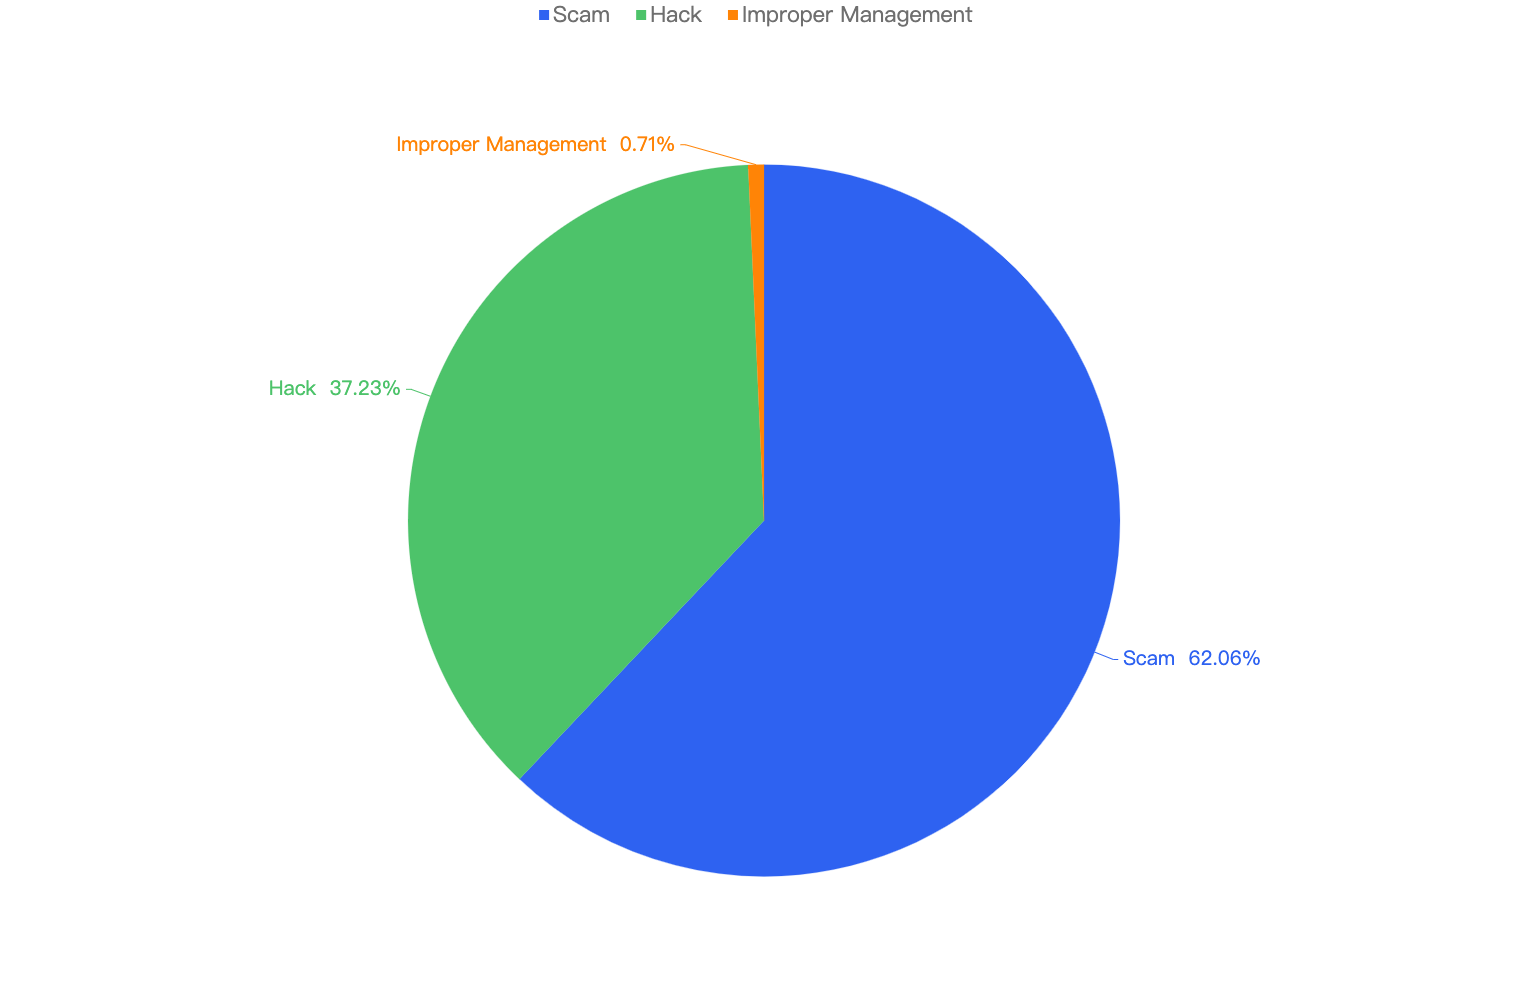 Scam Hack Improper Management
Improper Management 0.71%
Hack 37.23%
Scam 62.06%